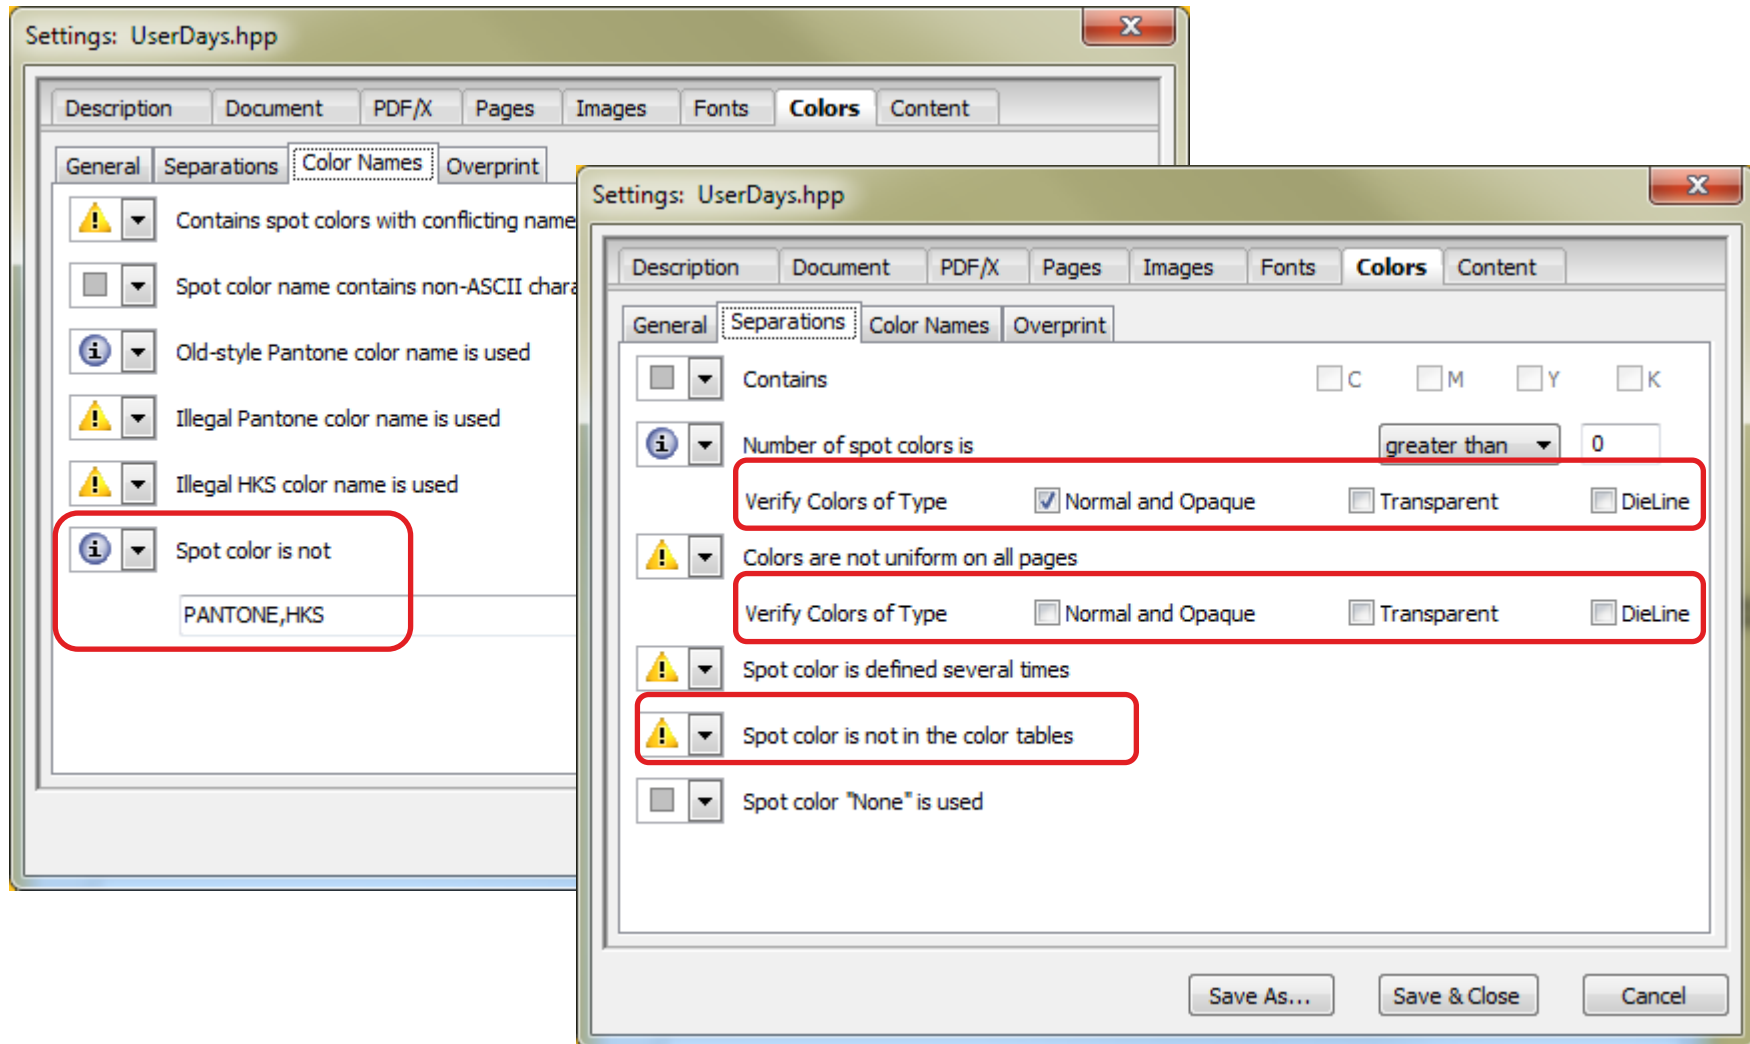 Settings: UserDays.hpp
Description Document PDF/X Pages Images Fonts Colors Content
General Separations Color Names Overprint
Contains spot colors with conflicting name
Spot color name contains non-ASCII chara
Old-style Pantone color name is used
Illegal Pantone color name is used
Illegal HKS color name is used
Spot color is not
PANTONE,HKS
Settings: UserDays.hpp
Description Document PDF/X Pages Images Fonts Colors Content
General Separations Color Names Overprint
Contains C M Y K
Number of spot colors is greater than 0
Verify Colors of Type Normal and Opaque Transparent DieLine
Colors are not uniform on all pages
Verify Colors of Type Normal and Opaque Transparent DieLine
Spot color is defined several times
Spot color is not in the color tables
Spot color "None" is used
Save As... Save & Close Cancel